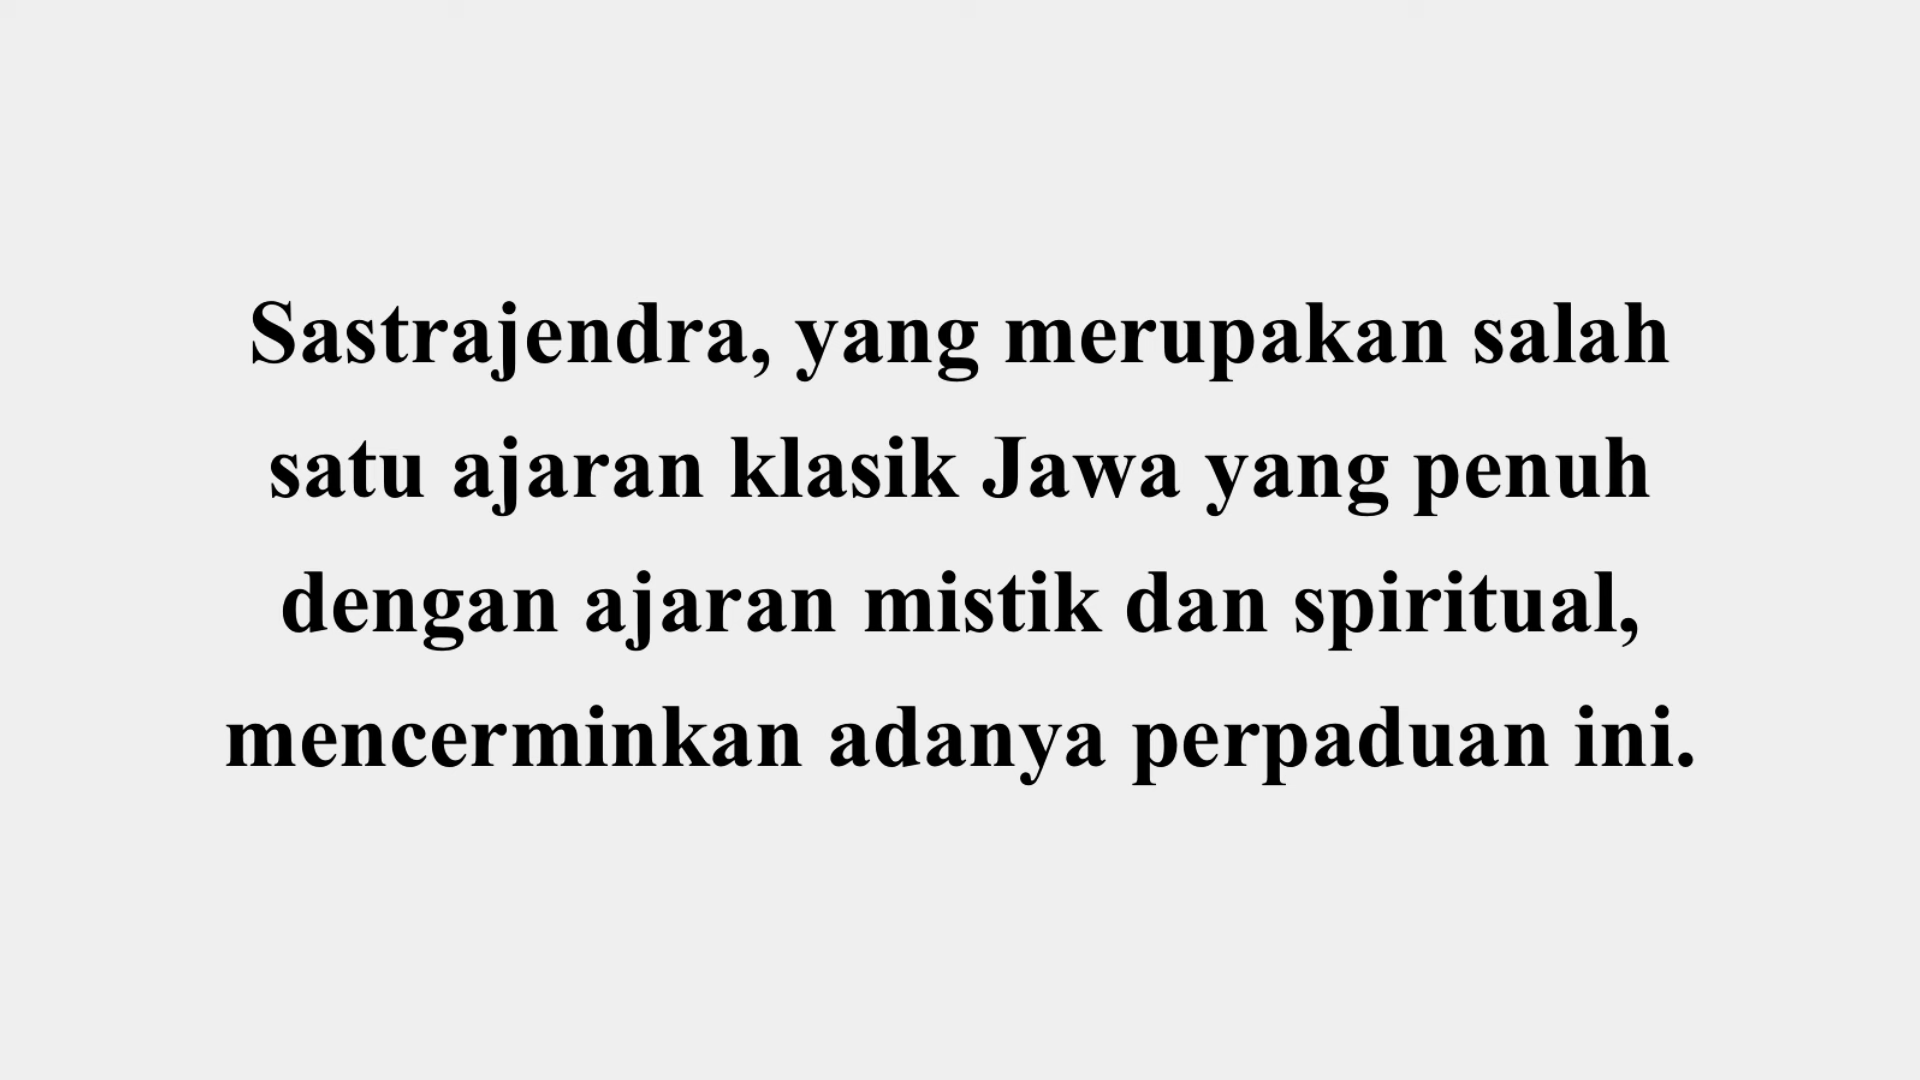 Sastrajendra, yang merupakan salah
satu ajaran klasik Jawa yang penuh
dengan ajaran mistik dan spiritual,
mencerminkan adanya perpaduan ini.